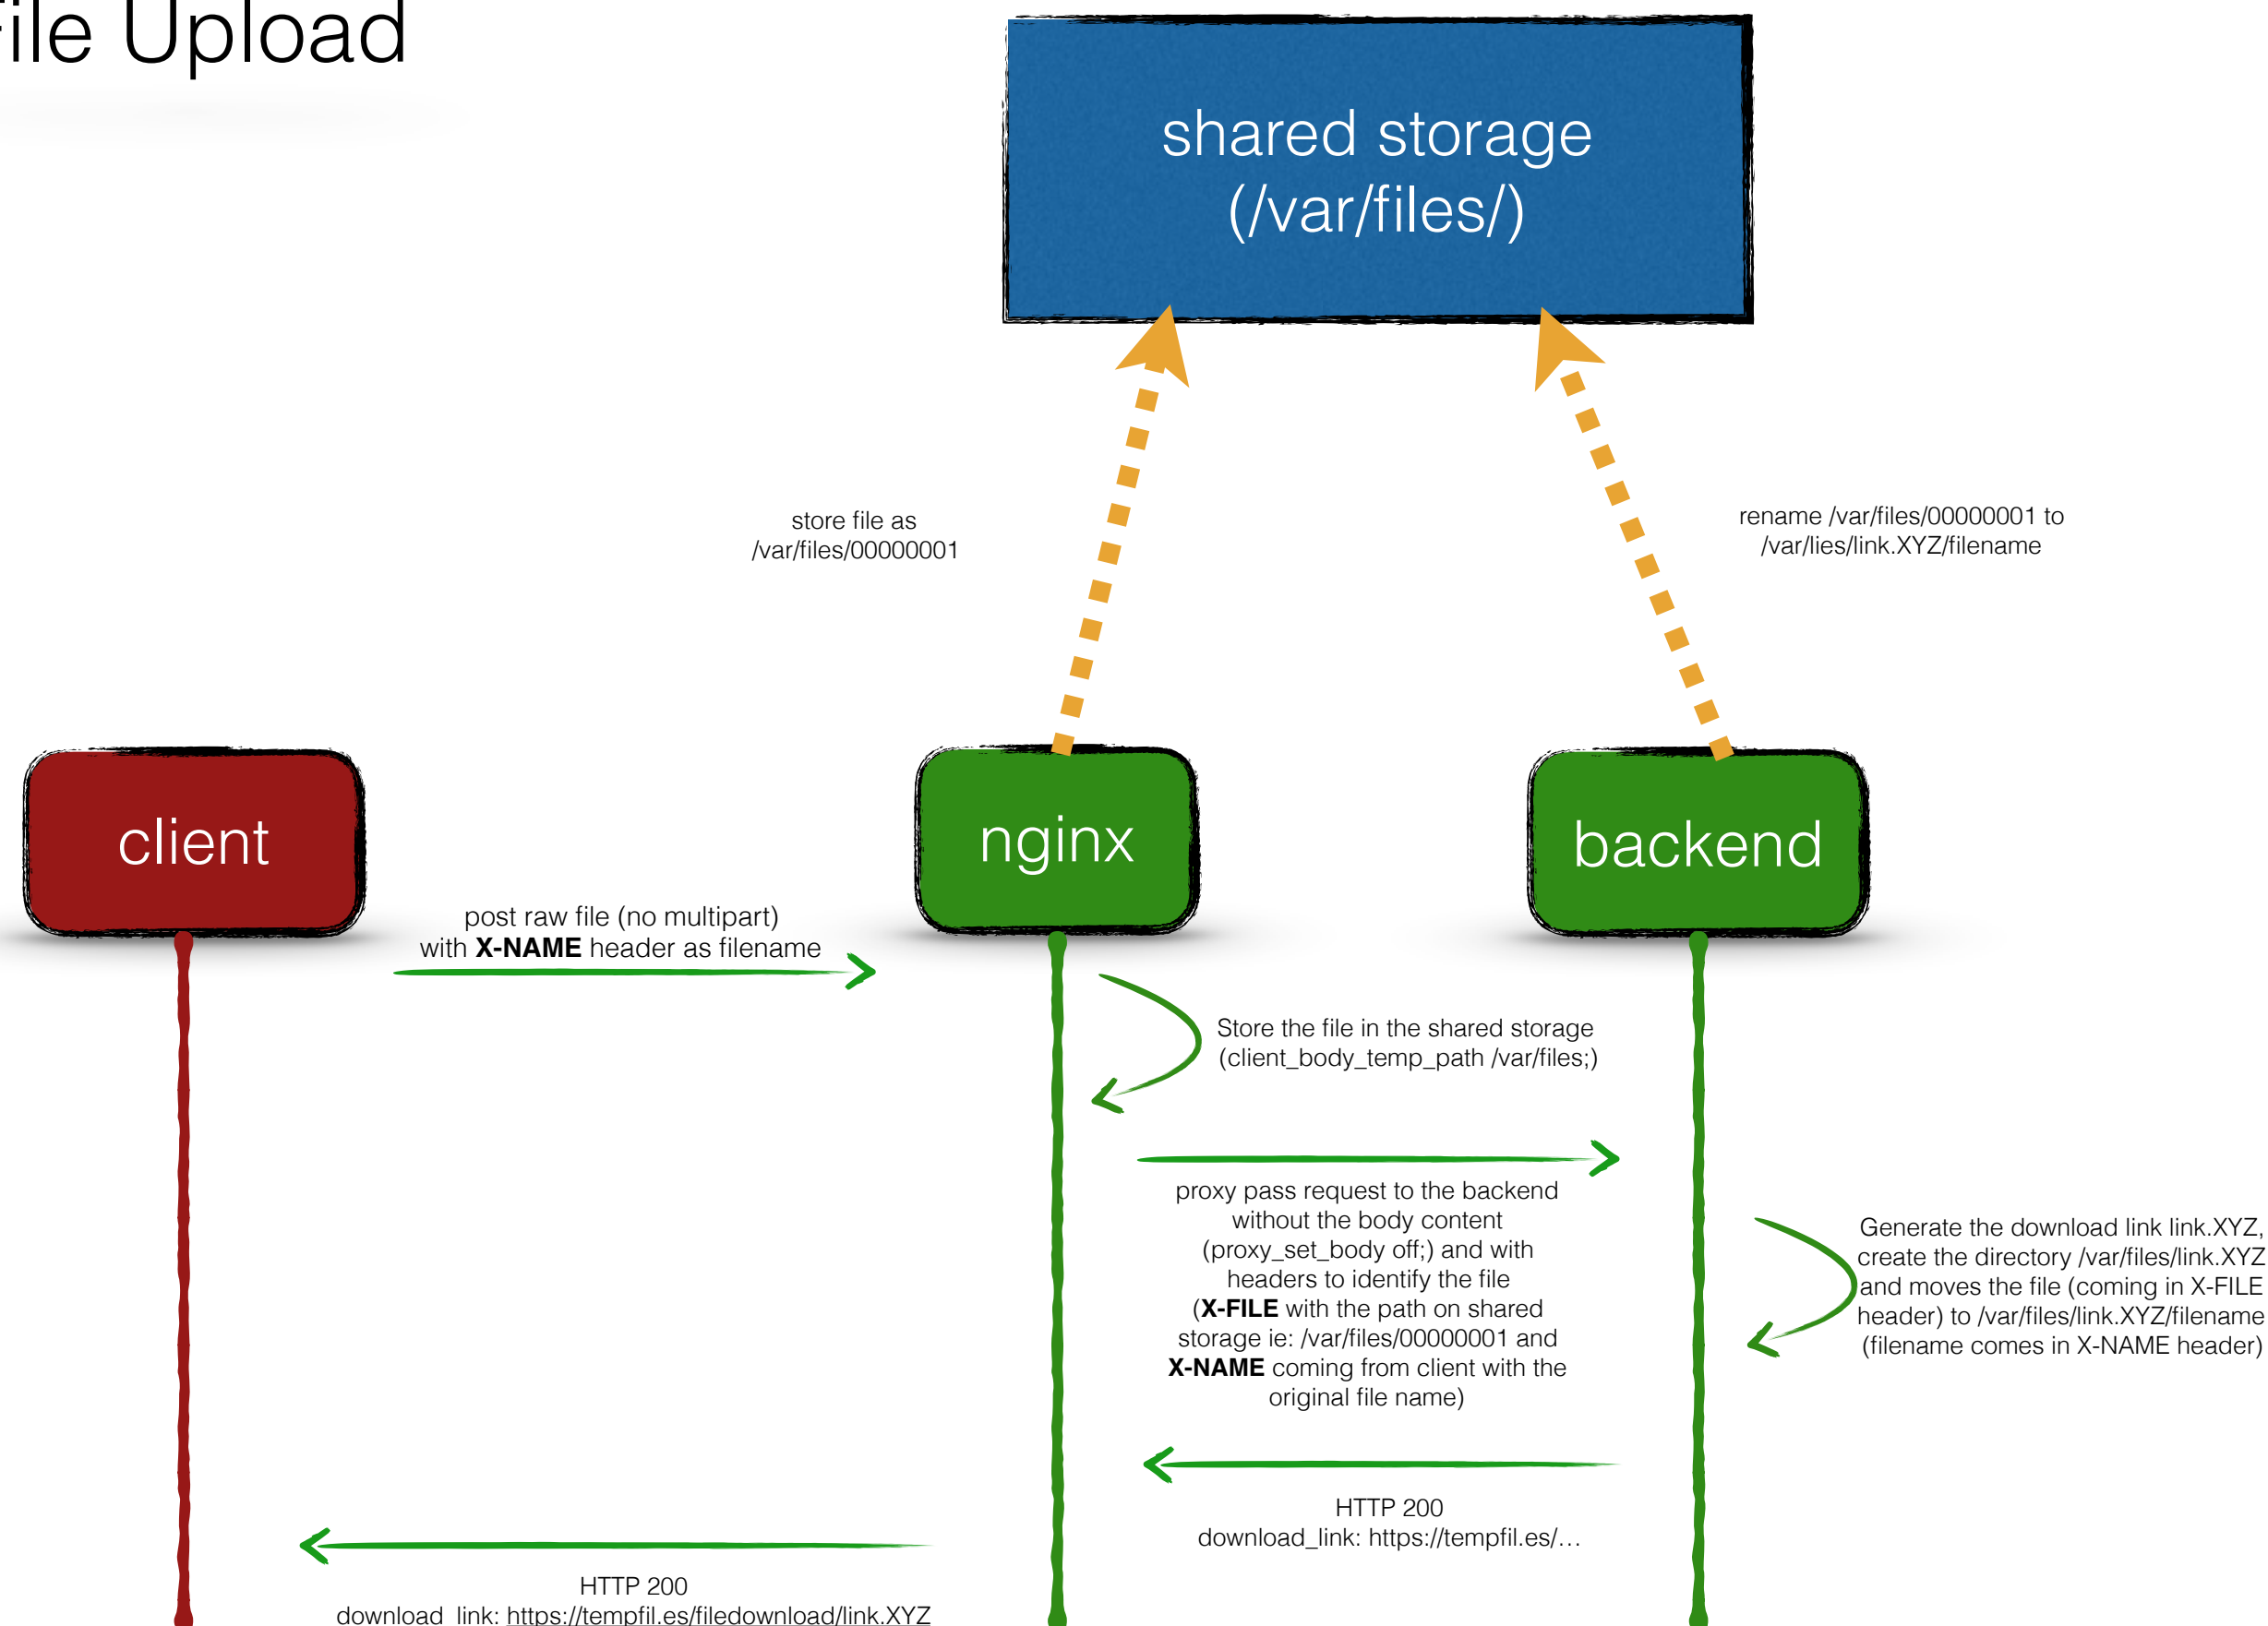 File Upload
shared storage
(/var/files/)
store file as
/var/files/00000001
rename /var/files/00000001 to
/var/lies/link.XYZ/filename
client
nginx
backend
post raw file (no multipart)
with X-NAME header as filename
Store the file in the shared storage
(client_body_temp_path /var/files;)
proxy pass request to the backend
without the body content
(proxy_set_body off;) and with
headers to identify the file
(X-FILE with the path on shared
storage ie: /var/files/00000001 and
X-NAME coming from client with the
original file name)
Generate the download link link.XYZ,
create the directory /var/files/link.XYZ
and moves the file (coming in X-FILE
header) to /var/files/link.XYZ/filename
(filename comes in X-NAME header)
HTTP 200
download_link: https://tempfil.es/…
HTTP 200
download_link: https://tempfil.es/filedownload/link.XYZ